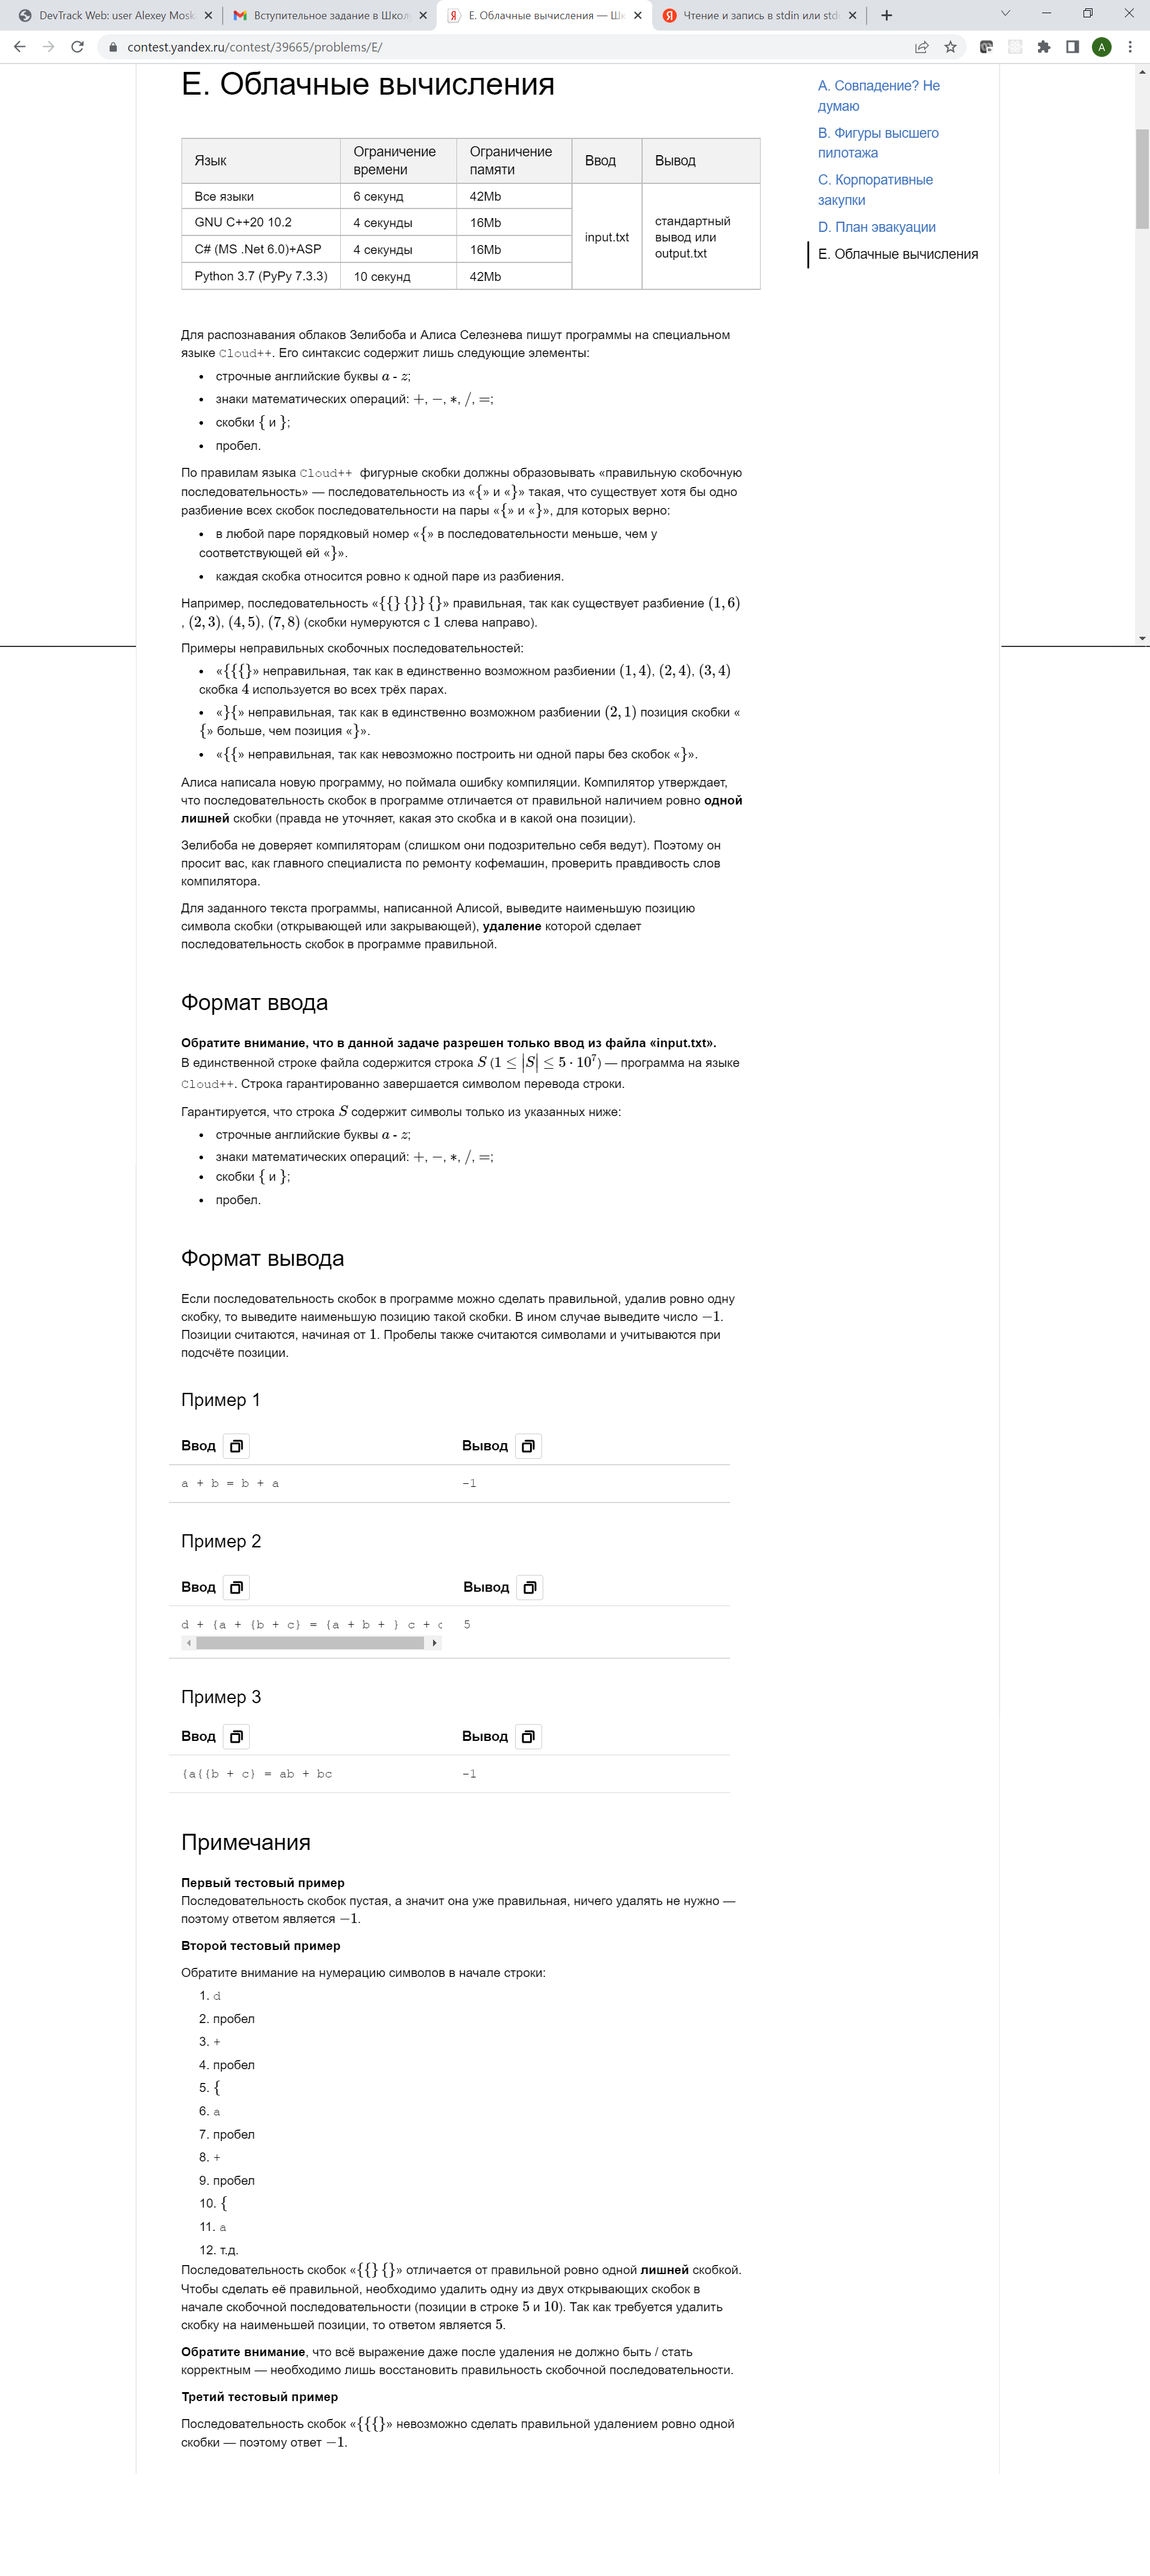 DevTrack Web: user Alexey Mosk
Вступительное задание в Школ
E. Облачные вычисления — Шк
Чтение и запись в stdin или std
contest.yandex.ru/contest/39665/problems/E/
A
E. Облачные вычисления
A. Совпадение? Не
думаю
B. Фигуры высшего
пилотажа
C. Корпоративные
закупки
D. План эвакуации
E. Облачные вычисления
Язык Ограничение времени Ограничение памяти Ввод Вывод
Все языки 6 секунд 42Mb
GNU C++20 10.2 4 секунды 16Mb
C# (MS .Net 6.0)+ASP 4 секунды 16Mb
Python 3.7 (PyPy 7.3.3) 10 секунд 42Mb
input.txt
стандартный
вывод или
output.txt
Для распознавания облаков Зелибоба и Алиса Селезнева пишут программы на специальном
языке Cloud++. Его синтаксис содержит лишь следующие элементы:
• строчные английские буквы a - z;
• знаки математических операций: +, −, ∗, /, =;
• скобки { и };
• пробел.
По правилам языка Cloud++ фигурные скобки должны образовывать «правильную скобочную
последовательность» — последовательность из «{» и «}» такая, что существует хотя бы одно
разбиение всех скобок последовательности на пары «{» и «}», для которых верно:
• в любой паре порядковый номер «{» в последовательности меньше, чем у
соответствующей ей «}».
• каждая скобка относится ровно к одной паре из разбиения.
Например, последовательность «{{} {}} {}» правильная, так как существует разбиение (1, 6)
, (2, 3), (4, 5), (7, 8) (скобки нумеруются с 1 слева направо).
Примеры неправильных скобочных последовательностей:
• «{{{}» неправильная, так как в единственно возможном разбиении (1, 4), (2, 4), (3, 4)
скобка 4 используется во всех трёх парах.
• «}{» неправильная, так как в единственно возможном разбиении (2, 1) позиция скобки «
{» больше, чем позиция «}».
• «{{» неправильная, так как невозможно построить ни одной пары без скобок «}».
Алиса написала новую программу, но поймала ошибку компиляции. Компилятор утверждает,
что последовательность скобок в программе отличается от правильной наличием ровно одной
лишней скобки (правда не уточняет, какая это скобка и в какой она позиции).
Зелибоба не доверяет компиляторам (слишком они подозрительно себя ведут). Поэтому он
просит вас, как главного специалиста по ремонту кофемашин, проверить правдивость слов
компилятора.
Для заданного текста программы, написанной Алисой, выведите наименьшую позицию
символа скобки (открывающей или закрывающей), удаление которой сделает
последовательность скобок в программе правильной.
Формат ввода
Обратите внимание, что в данной задаче разрешен только ввод из файла «input.txt».
В единственной строке файла содержится строка S (1 ≤ |S| ≤ 5 · 10⁷) — программа на языке
Cloud++. Строка гарантированно завершается символом перевода строки.
Гарантируется, что строка S содержит символы только из указанных ниже:
• строчные английские буквы a - z;
• знаки математических операций: +, −, ∗, /, =;
• скобки { и };
• пробел.
Формат вывода
Если последовательность скобок в программе можно сделать правильной, удалив ровно одну
скобку, то выведите наименьшую позицию такой скобки. В ином случае выведите число −1.
Позиции считаются, начиная от 1. Пробелы также считаются символами и учитываются при
подсчёте позиции.
Пример 1
Ввод Вывод
a + b = b + a -1
Пример 2
Ввод Вывод
d + {a + {b + c} = {a + b + } c + c 5
Пример 3
Ввод Вывод
{a{{b + c} = ab + bc -1
Примечания
Первый тестовый пример
Последовательность скобок пустая, а значит она уже правильная, ничего удалять не нужно —
поэтому ответом является −1.
Второй тестовый пример
Обратите внимание на нумерацию символов в начале строки:
1. d
2. пробел
3. +
4. пробел
5. {
6. a
7. пробел
8. +
9. пробел
10. {
11. a
12. т.д.
Последовательность скобок «{{{} {}» отличается от правильной ровно одной лишней скобкой.
Чтобы сделать её правильной, необходимо удалить одну из двух открывающих скобок в
начале скобочной последовательности (позиции в строке 5 и 10). Так как требуется удалить
скобку на наименьшей позиции, то ответом является 5.
Обратите внимание, что всё выражение даже после удаления не должно быть / стать
корректным — необходимо лишь восстановить правильность скобочной последовательности.
Третий тестовый пример
Последовательность скобок «{{{}» невозможно сделать правильной удалением ровно одной
скобки — поэтому ответ −1.